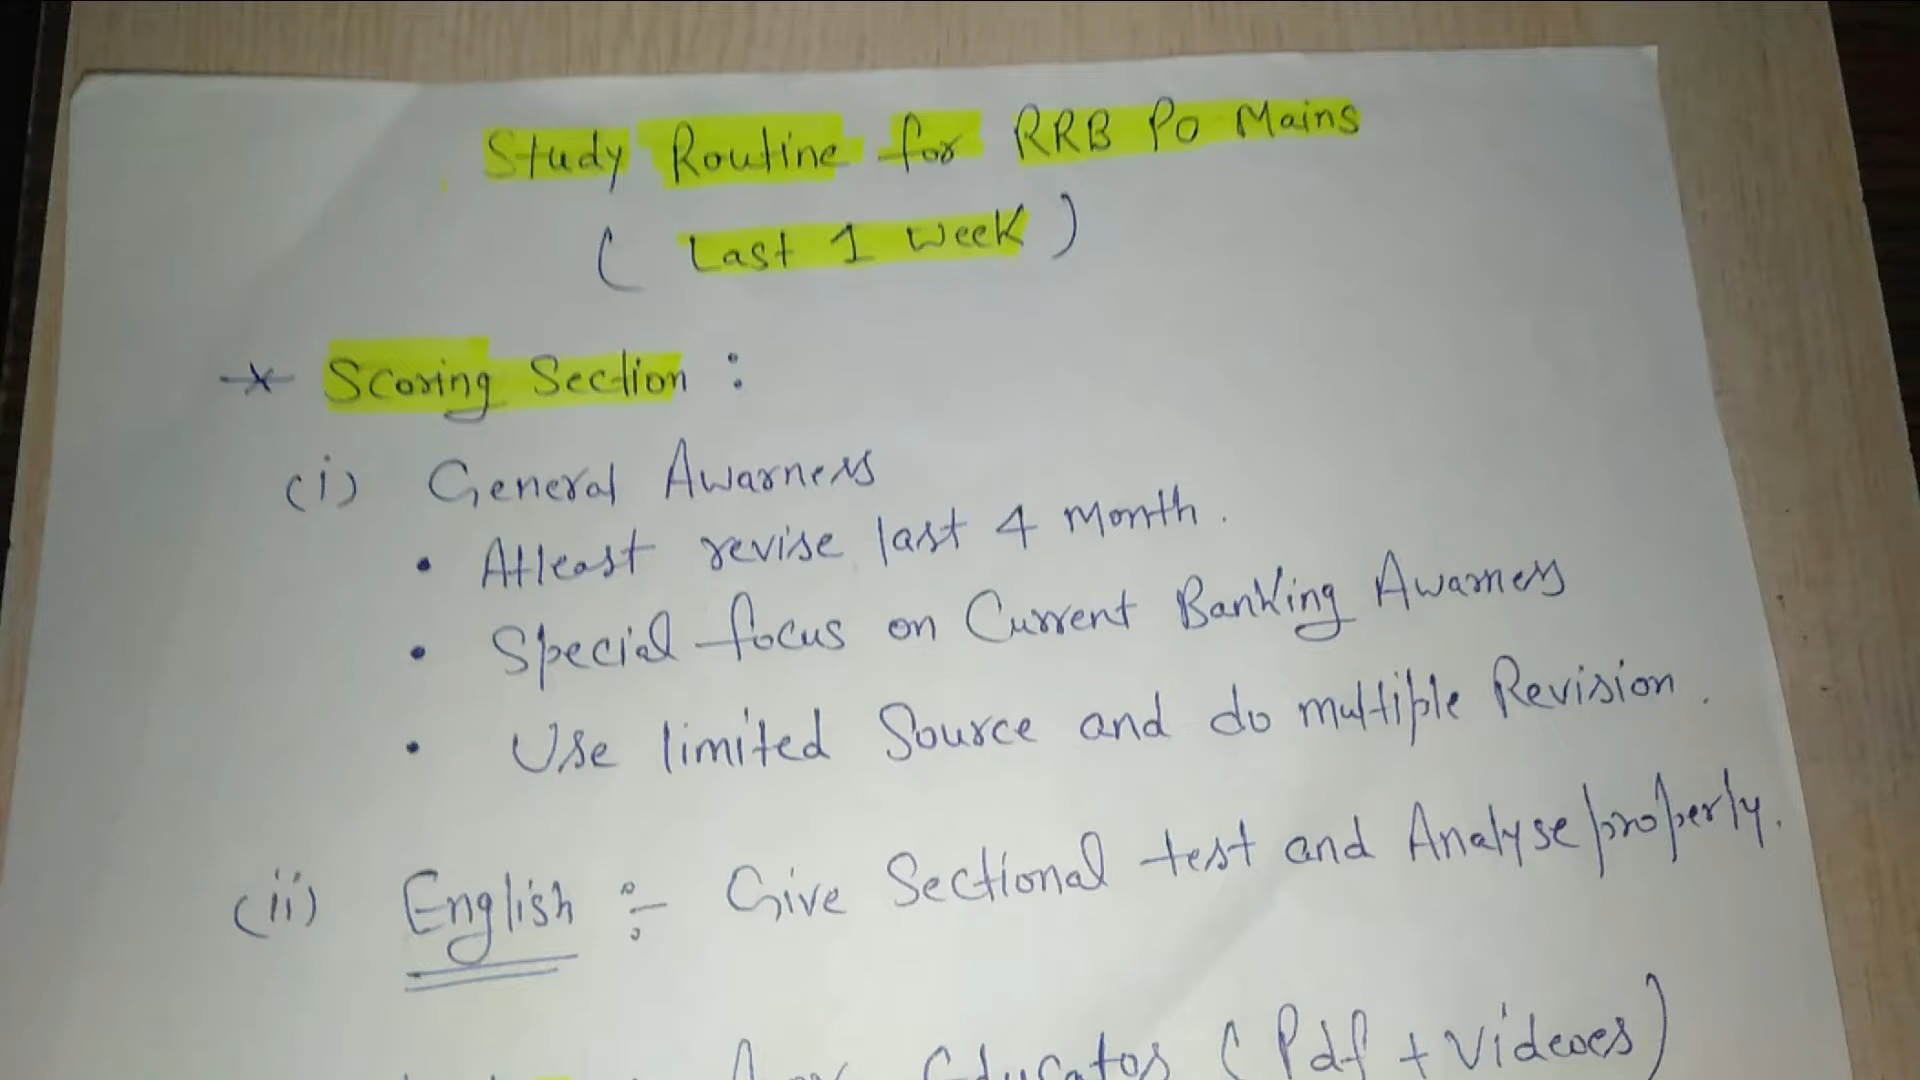 Study Routine for RRB PO Mains
( Last 1 Week )
* Scoring Section :
(i) General Awarness
• Atleast revise last 4 Month .
• Special focus on Current Banking Awarness
• Use limited Source and do multiple Revision .
(ii) English :- Give Sectional test and Analyse properly.
(Pdf + Videoes)